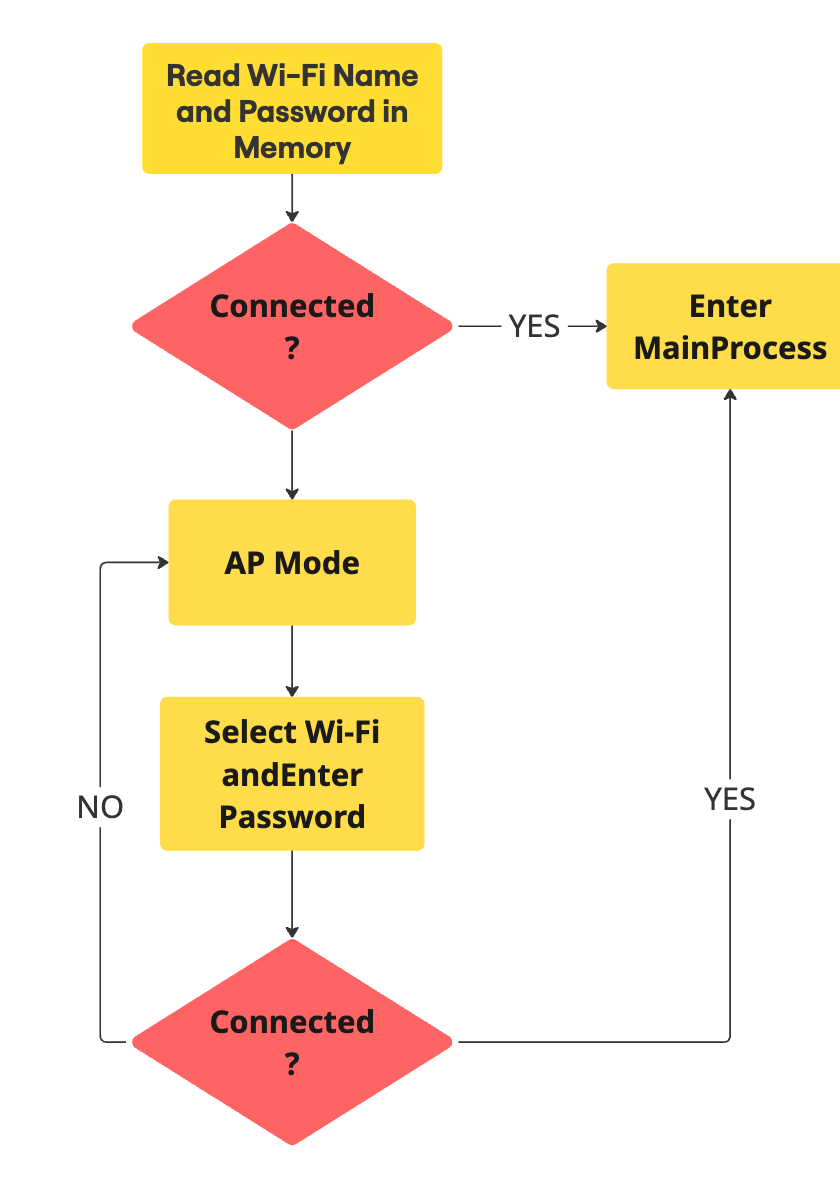 Read Wi-Fi Name
and Password in
Memory
Connected
?
YES
Enter
MainProcess
AP Mode
Select Wi-Fi
andEnter
Password
NO
YES
Connected
?